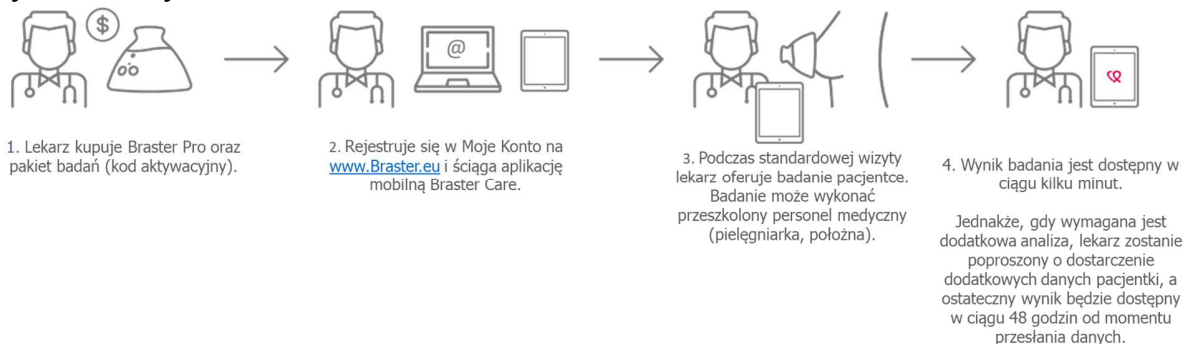 $
@
1. Lekarz kupuje Braster Pro oraz
pakiet badań (kod aktywacyjny).
2. Rejestruje się w Moje Konto na
www.Braster.eu i ściąga aplikację
mobilną Braster Care.
3. Podczas standardowej wizyty
lekarz oferuje badanie pacjentce.
Badanie może wykonać
przeszkolony personel medyczny
(pielęgniarka, położna).
4. Wynik badania jest dostępny w
ciągu kilku minut.
Jednakże, gdy wymagana jest
dodatkowa analiza, lekarz zostanie
poproszony o dostarczenie
dodatkowych danych pacjentki, a
ostateczny wynik będzie dostępny
w ciągu 48 godzin od momentu
przesłania danych.